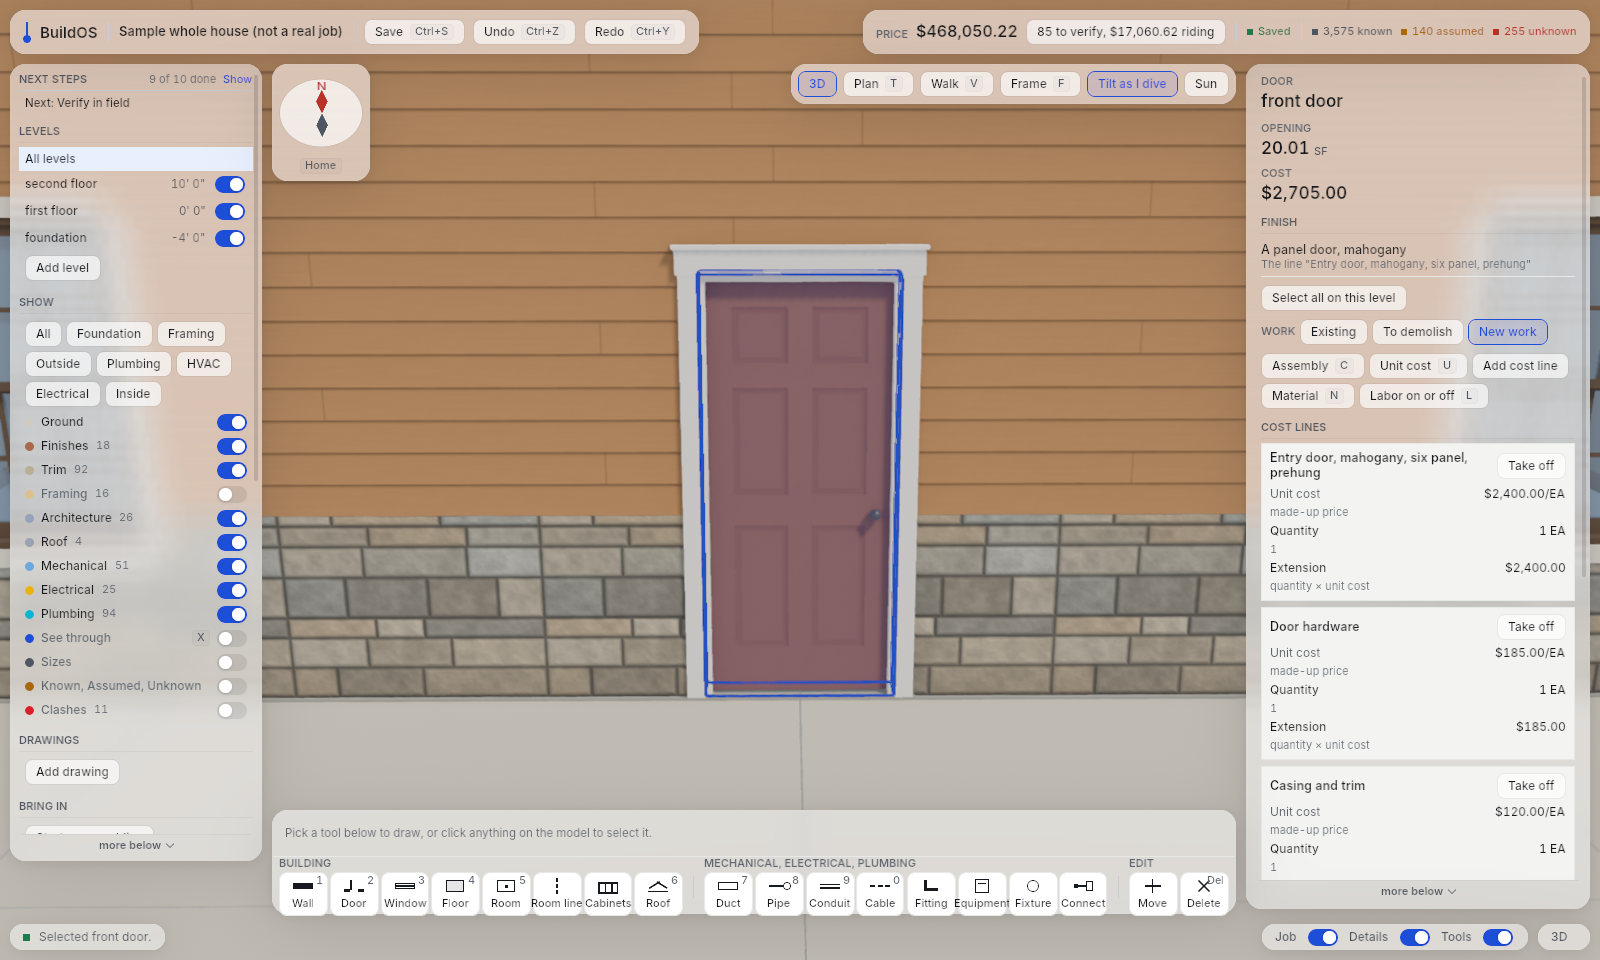 BuildOS
Sample whole house (not a real job)
Save Ctrl+S
Undo Ctrl+Z
Redo Ctrl+Y
PRICE $468,050.22
85 to verify, $17,060.62 riding
Saved
3,575 known
140 assumed
255 unknown
NEXT STEPS 9 of 10 done Show
Next: Verify in field
LEVELS
All levels
second floor 10' 0"
first floor 0' 0"
foundation -4' 0"
Add level
SHOW
All Foundation Framing
Outside Plumbing HVAC
Electrical Inside
Ground
Finishes 18
Trim 92
Framing 16
Architecture 26
Roof 4
Mechanical 51
Electrical 25
Plumbing 94
See through X
Sizes
Known, Assumed, Unknown
Clashes 11
DRAWINGS
Add drawing
BRING IN
more below
N
Home
3D
Plan T
Walk V
Frame F
Tilt as I dive
Sun
DOOR
front door
OPENING
20.01 SF
COST
$2,705.00
FINISH
A panel door, mahogany
The line "Entry door, mahogany, six panel, prehung"
Select all on this level
WORK Existing To demolish New work
Assembly C Unit cost U Add cost line
Material N Labor on or off L
COST LINES
Entry door, mahogany, six panel,
prehung
Take off
Unit cost $2,400.00/EA
made-up price
Quantity 1 EA
1
Extension $2,400.00
quantity × unit cost
Door hardware Take off
Unit cost $185.00/EA
made-up price
Quantity 1 EA
1
Extension $185.00
quantity × unit cost
Casing and trim Take off
Unit cost $120.00/EA
made-up price
Quantity 1 EA
1
more below
Pick a tool below to draw, or click anything on the model to select it.
BUILDING
1 2 3 4 5 6
Wall Door Window Floor Room Room line Cabinets Roof
MECHANICAL, ELECTRICAL, PLUMBING
7 8 9 0
Duct Pipe Conduit Cable Fitting Equipment Fixture Connect
EDIT
Del
Move Delete
Selected front door.
Job Details Tools 3D